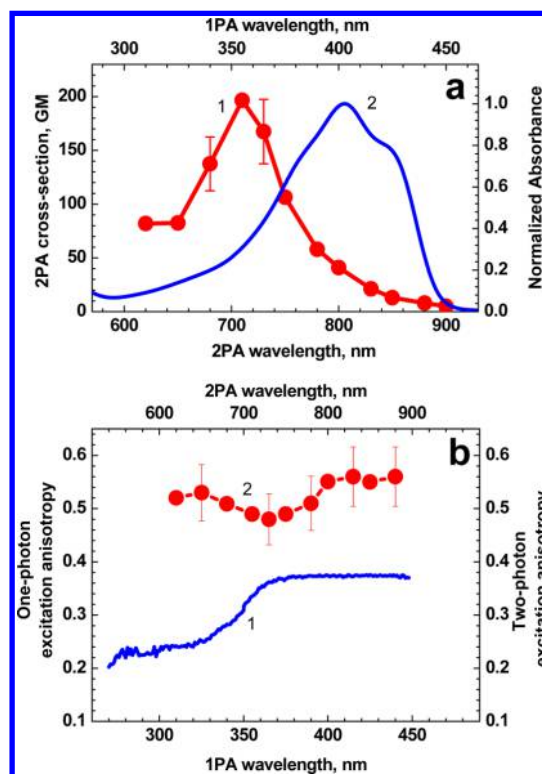 1PA wavelength, nm
300 350 400 450
a
200
150
100
50
0
1
2
1.0
0.8
0.6
0.4
0.2
0.0
2PA cross-section, GM
Normalized Absorbance
600 700 800 900
2PA wavelength, nm
2PA wavelength, nm
600 700 800 900
b
0.6
0.5
0.4
0.3
0.2
0.1
2
1
0.6
0.5
0.4
0.3
0.2
0.1
One-photon
excitation anisotropy
Two-photon
excitation anisotropy
300 350 400 450
1PA wavelength, nm